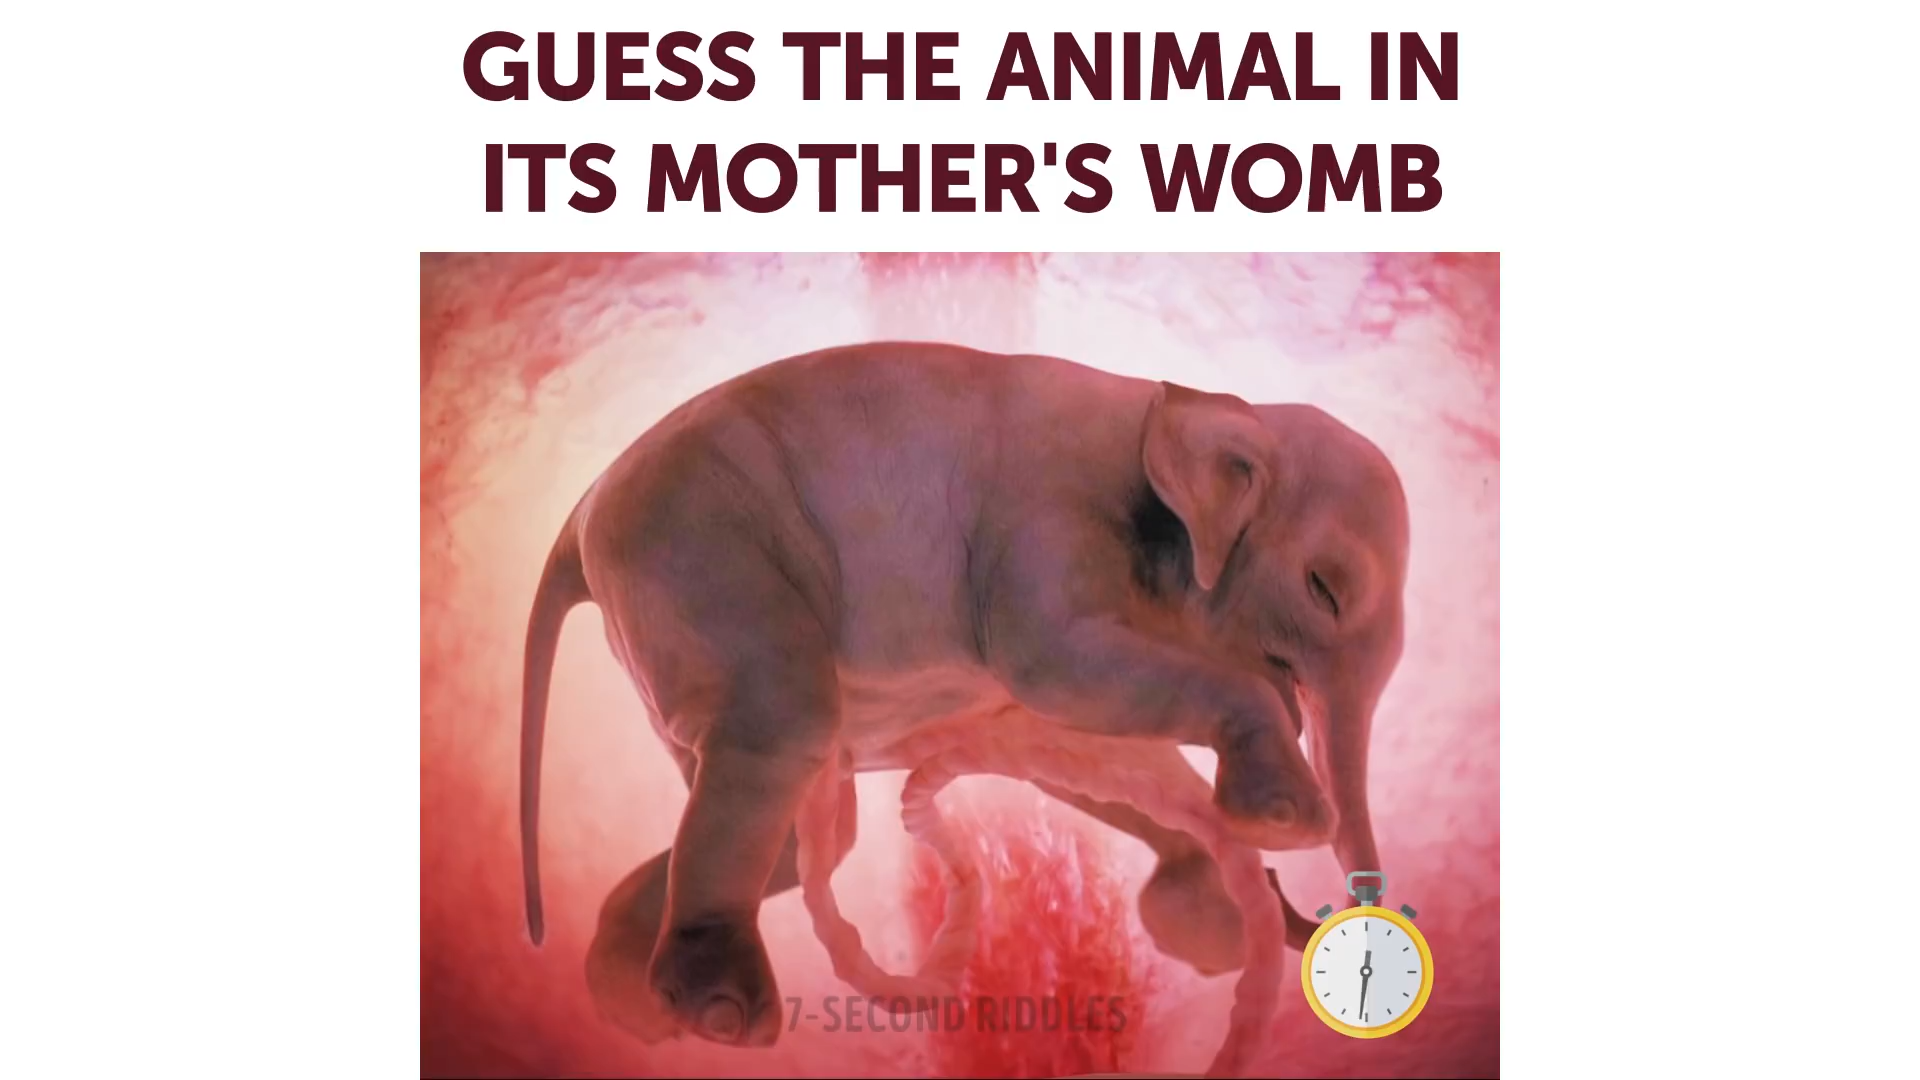 GUESS THE ANIMAL IN
ITS MOTHER'S WOMB
7-SECOND RIDDLES